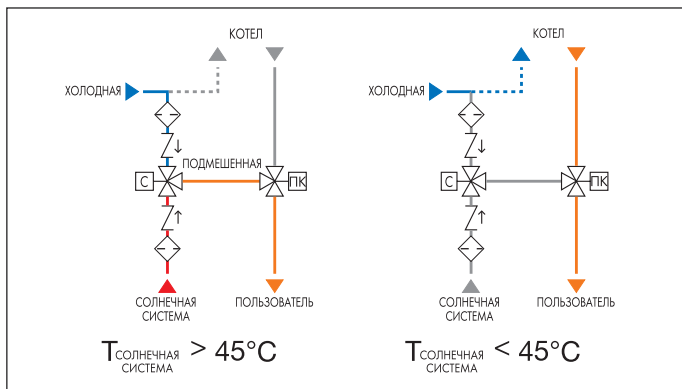 КОТЕЛ
ХОЛОДНАЯ
ПОДМЕШЕННАЯ
С
ПК
СОЛНЕЧНАЯ
СИСТЕМА
ПОЛЬЗОВАТЕЛЬ
TСОЛНЕЧНАЯ СИСТЕМА > 45°C
КОТЕЛ
ХОЛОДНАЯ
С
ПК
СОЛНЕЧНАЯ
СИСТЕМА
ПОЛЬЗОВАТЕЛЬ
TСОЛНЕЧНАЯ СИСТЕМА < 45°C